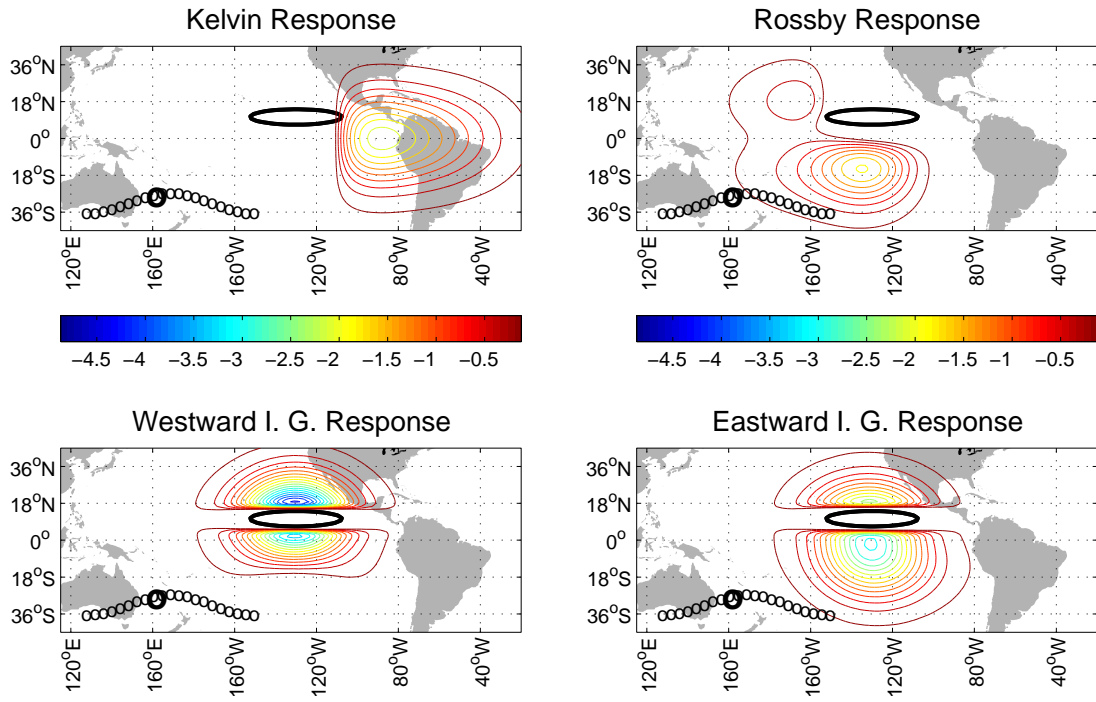 Kelvin Response
Rossby Response
36°N
18°N
0°
18°S
36°S
120°E
160°E
160°W
120°W
80°W
40°W
36°N
18°N
0°
18°S
36°S
120°E
160°E
160°W
120°W
80°W
40°W
−4.5 −4 −3.5 −3 −2.5 −2 −1.5 −1 −0.5
−4.5 −4 −3.5 −3 −2.5 −2 −1.5 −1 −0.5
Westward I. G. Response
Eastward I. G. Response
36°N
18°N
0°
18°S
36°S
120°E
160°E
160°W
120°W
80°W
40°W
36°N
18°N
0°
18°S
36°S
120°E
160°E
160°W
120°W
80°W
40°W